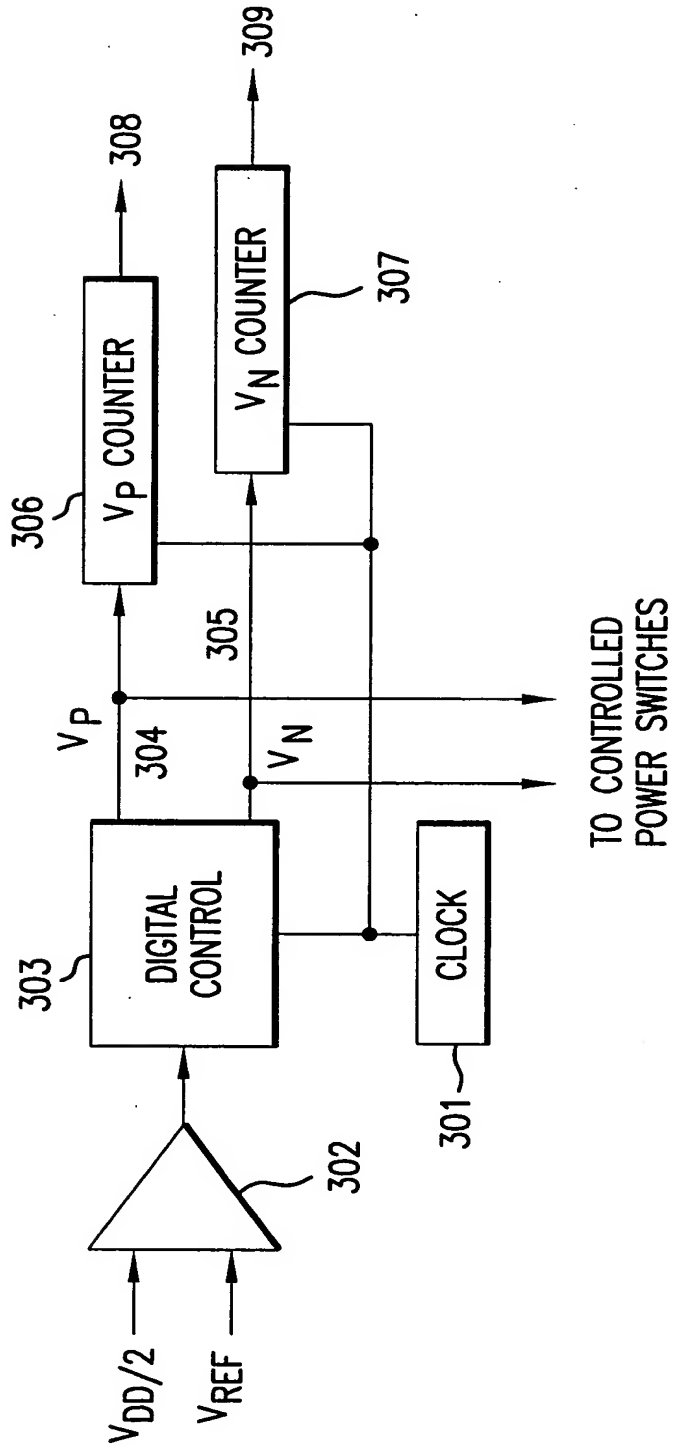 V_DD/2
V_REF
302
303
DIGITAL
CONTROL
301
CLOCK
V_P
304
305
V_N
306
V_P COUNTER
308
V_N COUNTER
307
309
TO CONTROLLED
POWER SWITCHES